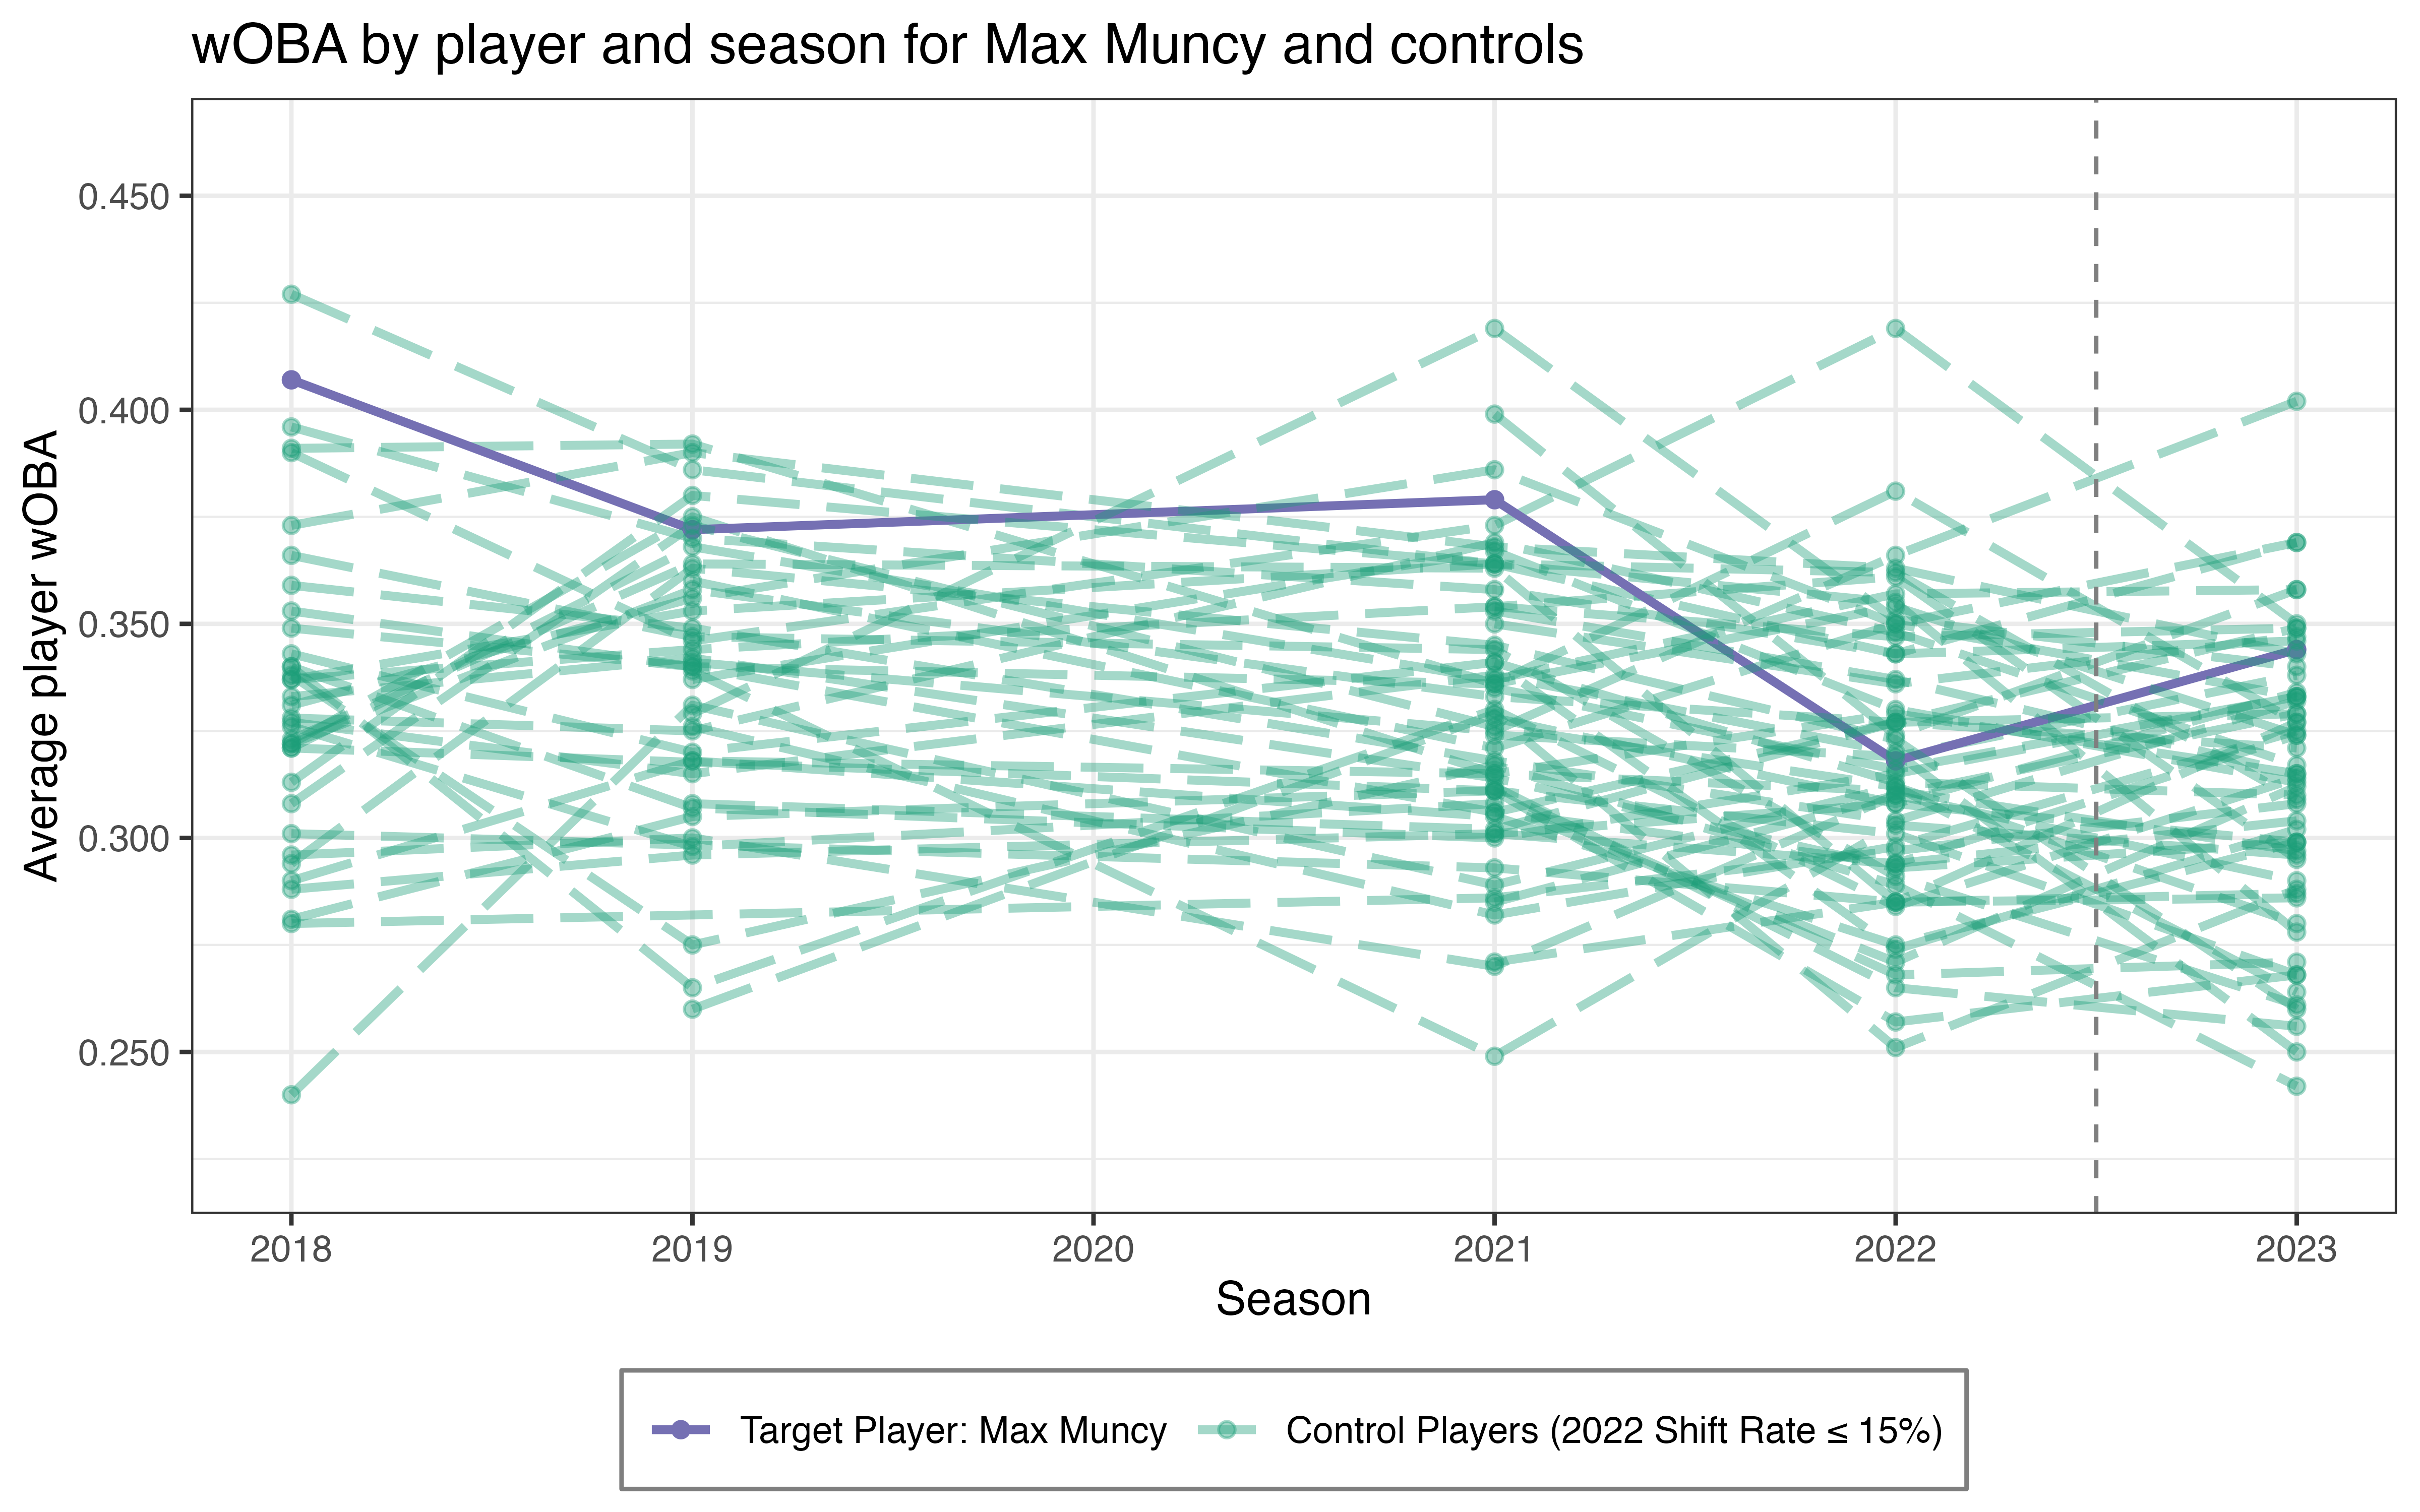 wOBA by player and season for Max Muncy and controls
Average player wOBA
0.450
0.400
0.350
0.300
0.250
2018 2019 2020 2021 2022 2023
Season
Target Player: Max Muncy Control Players (2022 Shift Rate ≤ 15%)